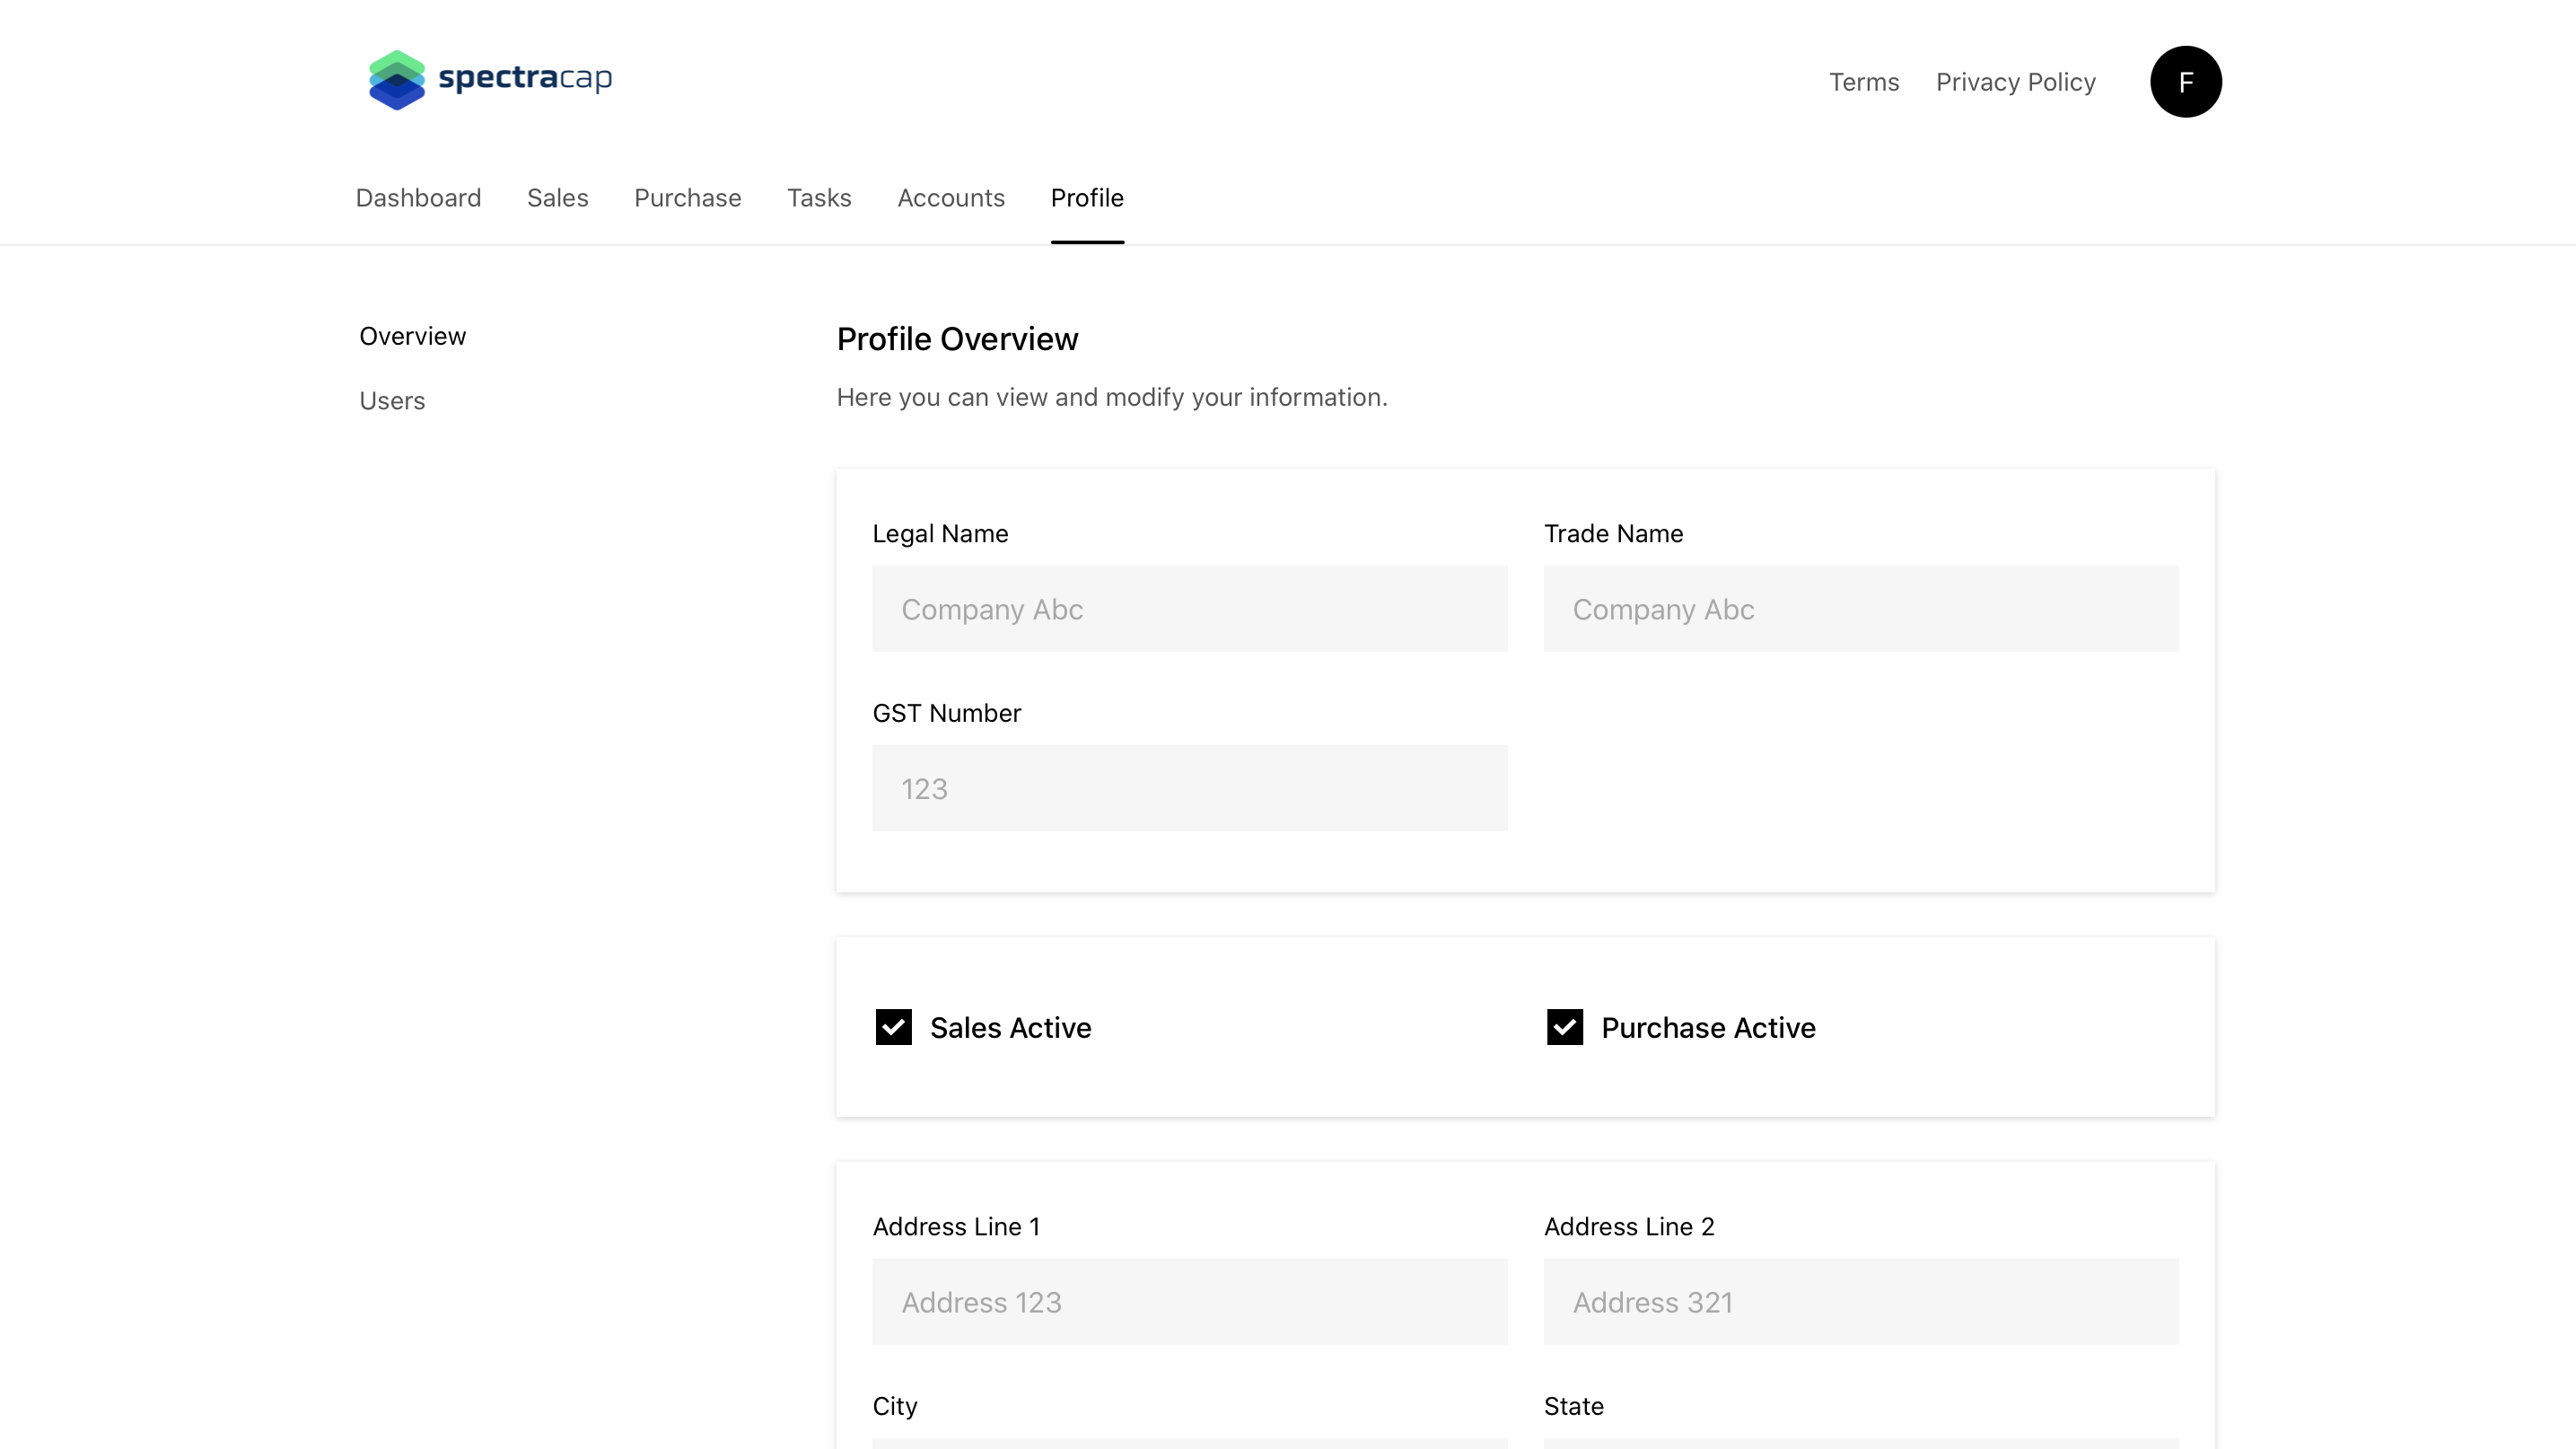 spectracap
Terms Privacy Policy F
Dashboard Sales Purchase Tasks Accounts Profile
Overview
Users
Profile Overview
Here you can view and modify your information.
Legal Name Trade Name
Company Abc Company Abc
GST Number
123
Sales Active Purchase Active
Address Line 1 Address Line 2
Address 123 Address 321
City State